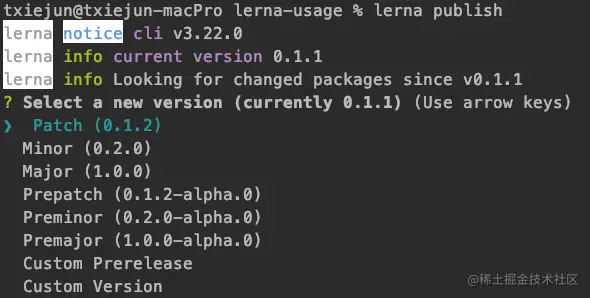 txiejun@txiejun-macPro lerna-usage % lerna publish
lerna notice cli v3.22.0
lerna info current version 0.1.1
lerna info Looking for changed packages since v0.1.1
? Select a new version (currently 0.1.1) (Use arrow keys)
❯ Patch (0.1.2)
Minor (0.2.0)
Major (1.0.0)
Prepatch (0.1.2-alpha.0)
Preminor (0.2.0-alpha.0)
Premajor (1.0.0-alpha.0)
Custom Prerelease
Custom Version
@稀土掘金技术社区